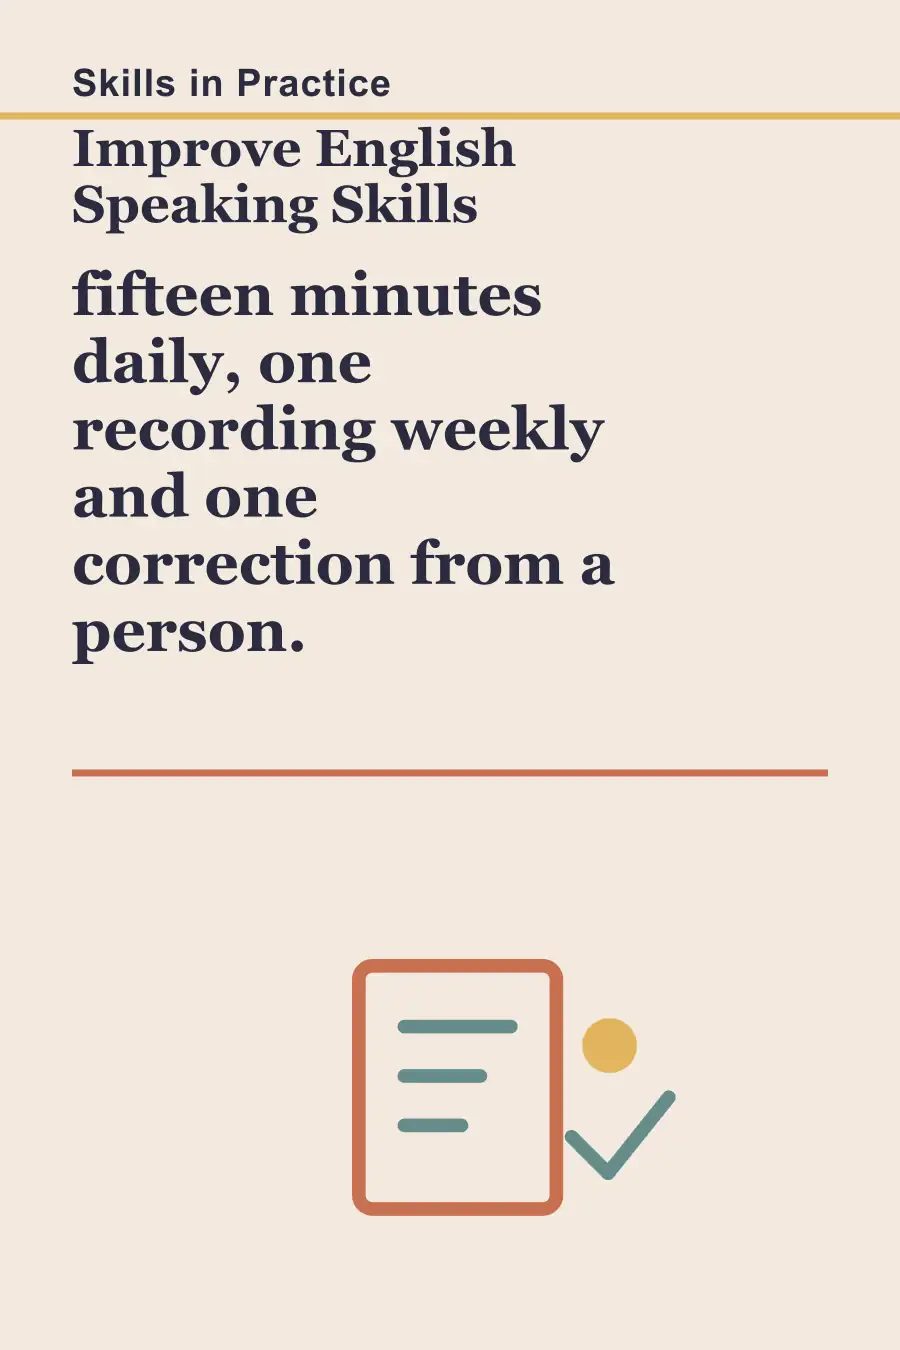 Skills in Practice
Improve English
Speaking Skills
fifteen minutes
daily, one
recording weekly
and one
correction from a
person.